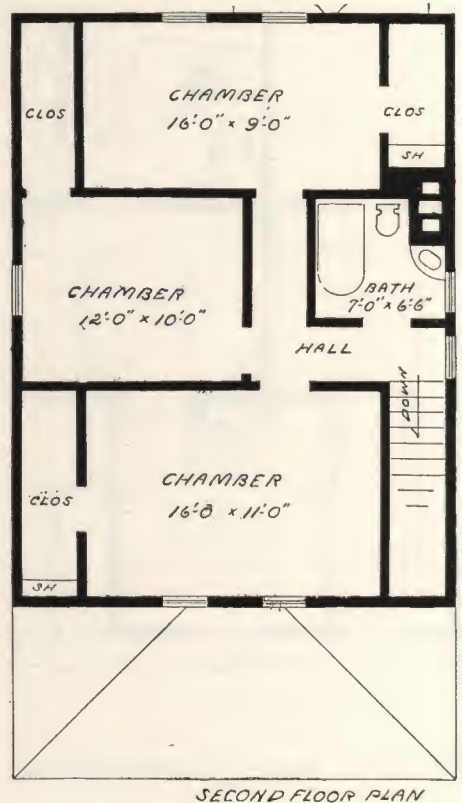 CHAMBER
16'-0" x 9'-0"
CLOS
CLOS
SH
CHAMBER
12'-0" x 10'-0"
BATH
7'-0" x 6'-6"
HALL
DOWN
CHAMBER
16'-0 x 11'-0"
CLOS
SH
SECOND FLOOR PLAN